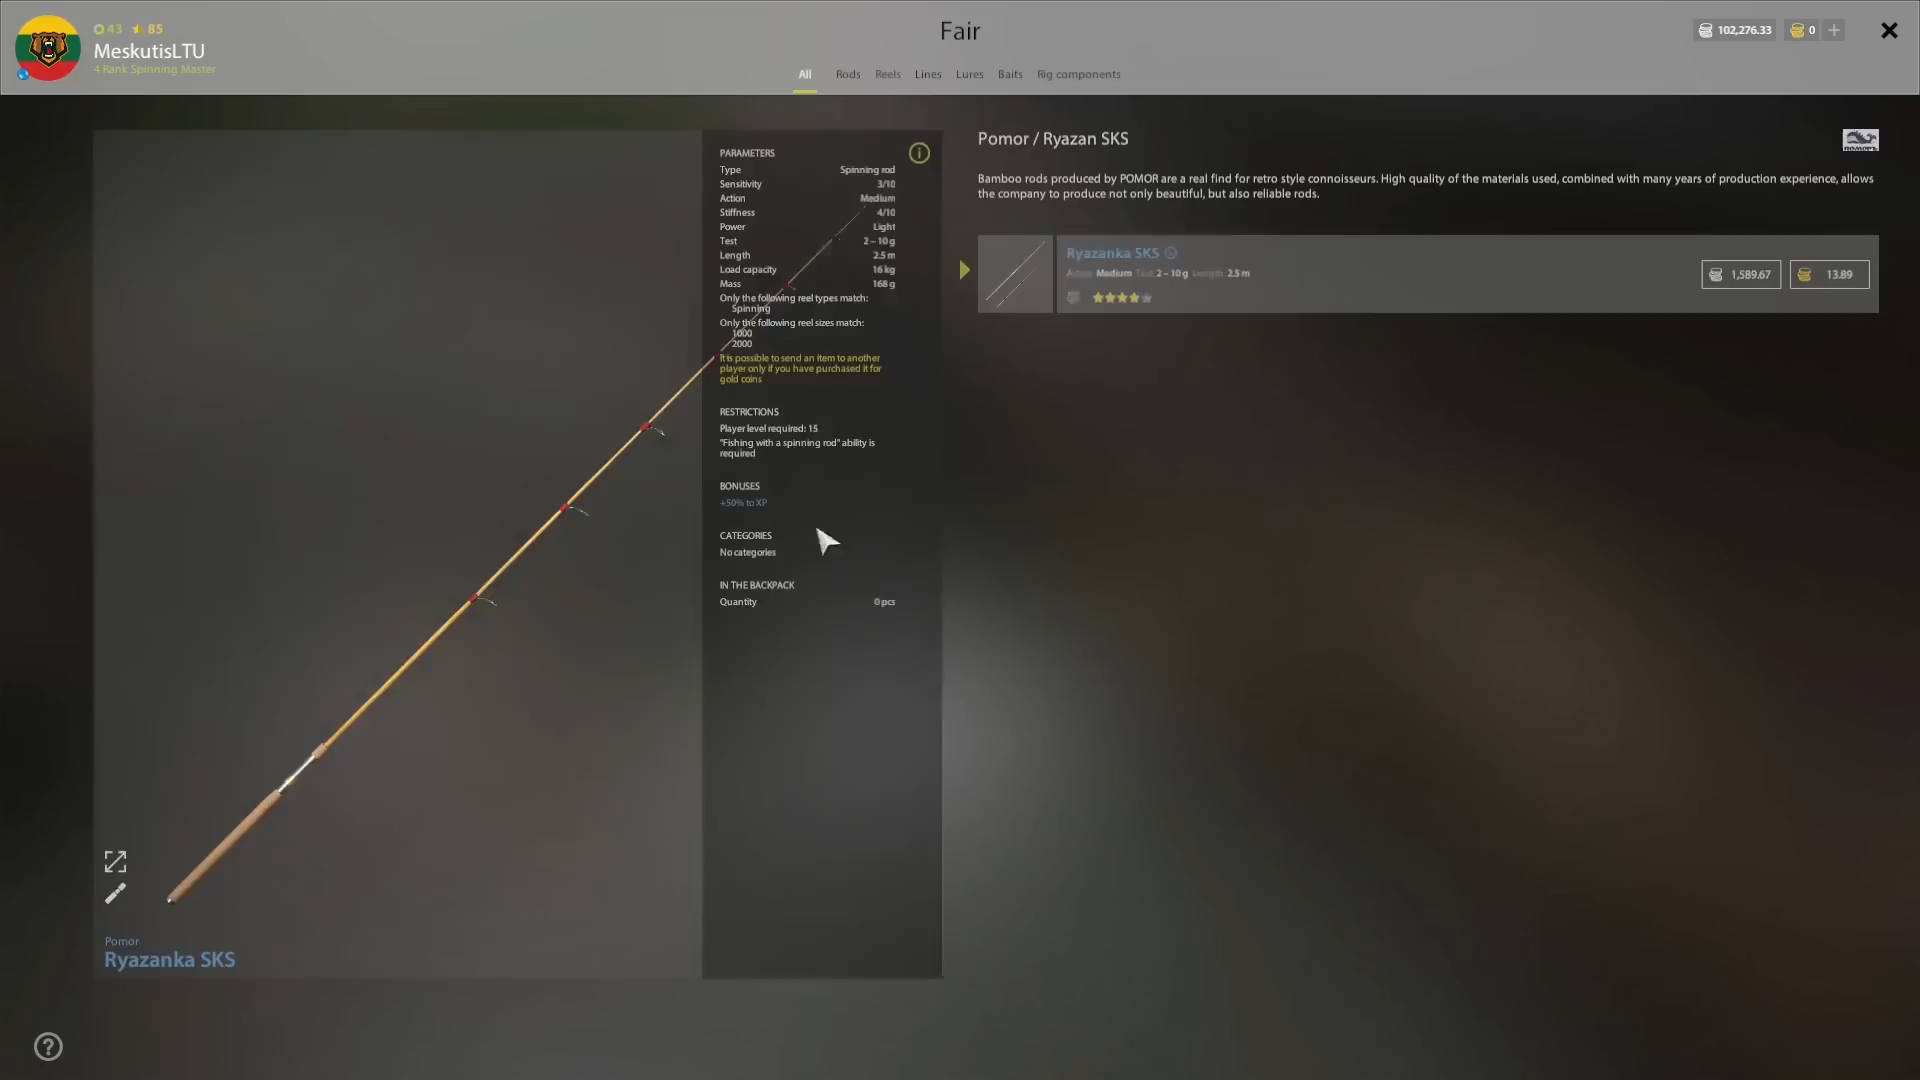 43 85
MeskutisLTU
4 Rank Spinning Master
Fair
102,276.33
0
All Rods Reels Lines Lures Baits Rig components
PARAMETERS
Type Spinning rod
Sensitivity 3/10
Action Medium
Stiffness 4/10
Power Light
Test 2 – 10 g
Length 2.5 m
Load capacity 16 kg
Mass 168 g
Only the following reel types match:
Spinning
Only the following reel sizes match:
1000
2000
It is possible to send an item to another
player only if you have purchased it for
gold coins
RESTRICTIONS
Player level required: 15
"Fishing with a spinning rod" ability is
required
BONUSES
+50% to XP
CATEGORIES
No categories
IN THE BACKPACK
Quantity 0 pcs
Pomor
Ryazanka SKS
Pomor / Ryazan SKS
Bamboo rods produced by POMOR are a real find for retro style connoisseurs. High quality of the materials used, combined with many years of production experience, allows
the company to produce not only beautiful, but also reliable rods.
Ryazanka SKS
Action: Medium Test: 2 – 10 g Length: 2.5 m
1,589.67
13.89